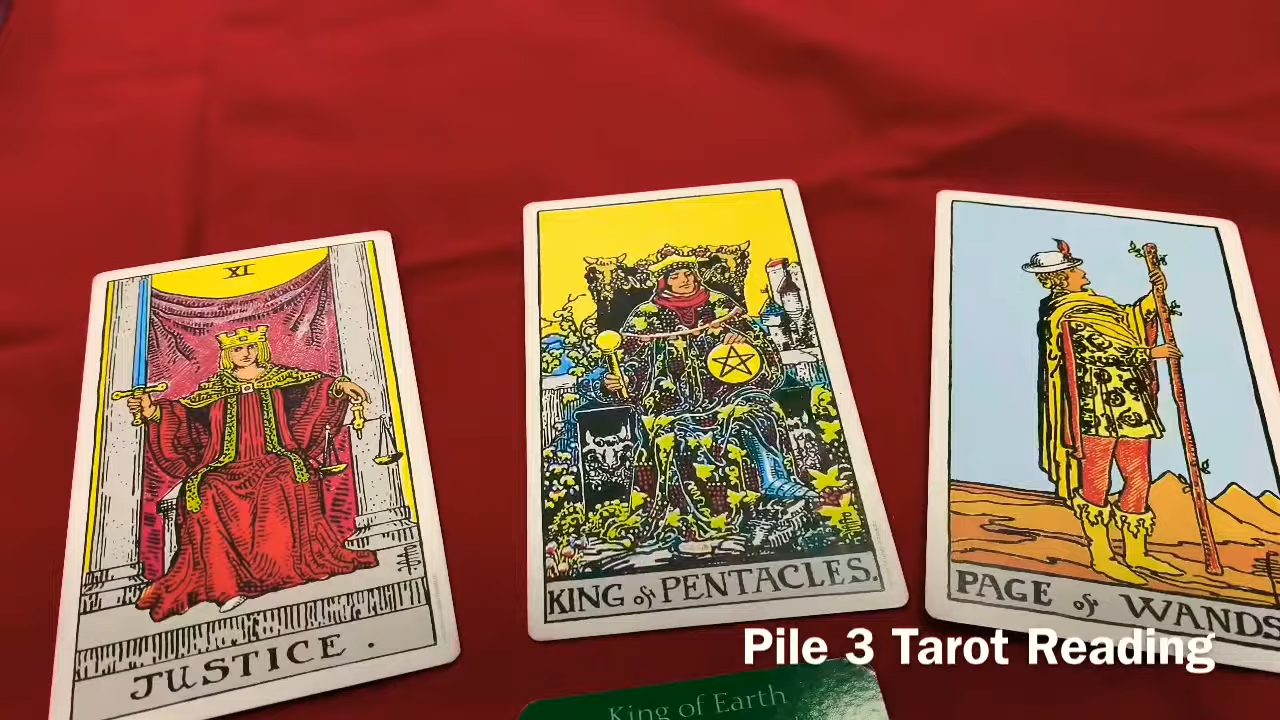 XI
JUSTICE.
KING of PENTACLES.
PAGE of WANDS
Pile 3 Tarot Reading
King of Earth